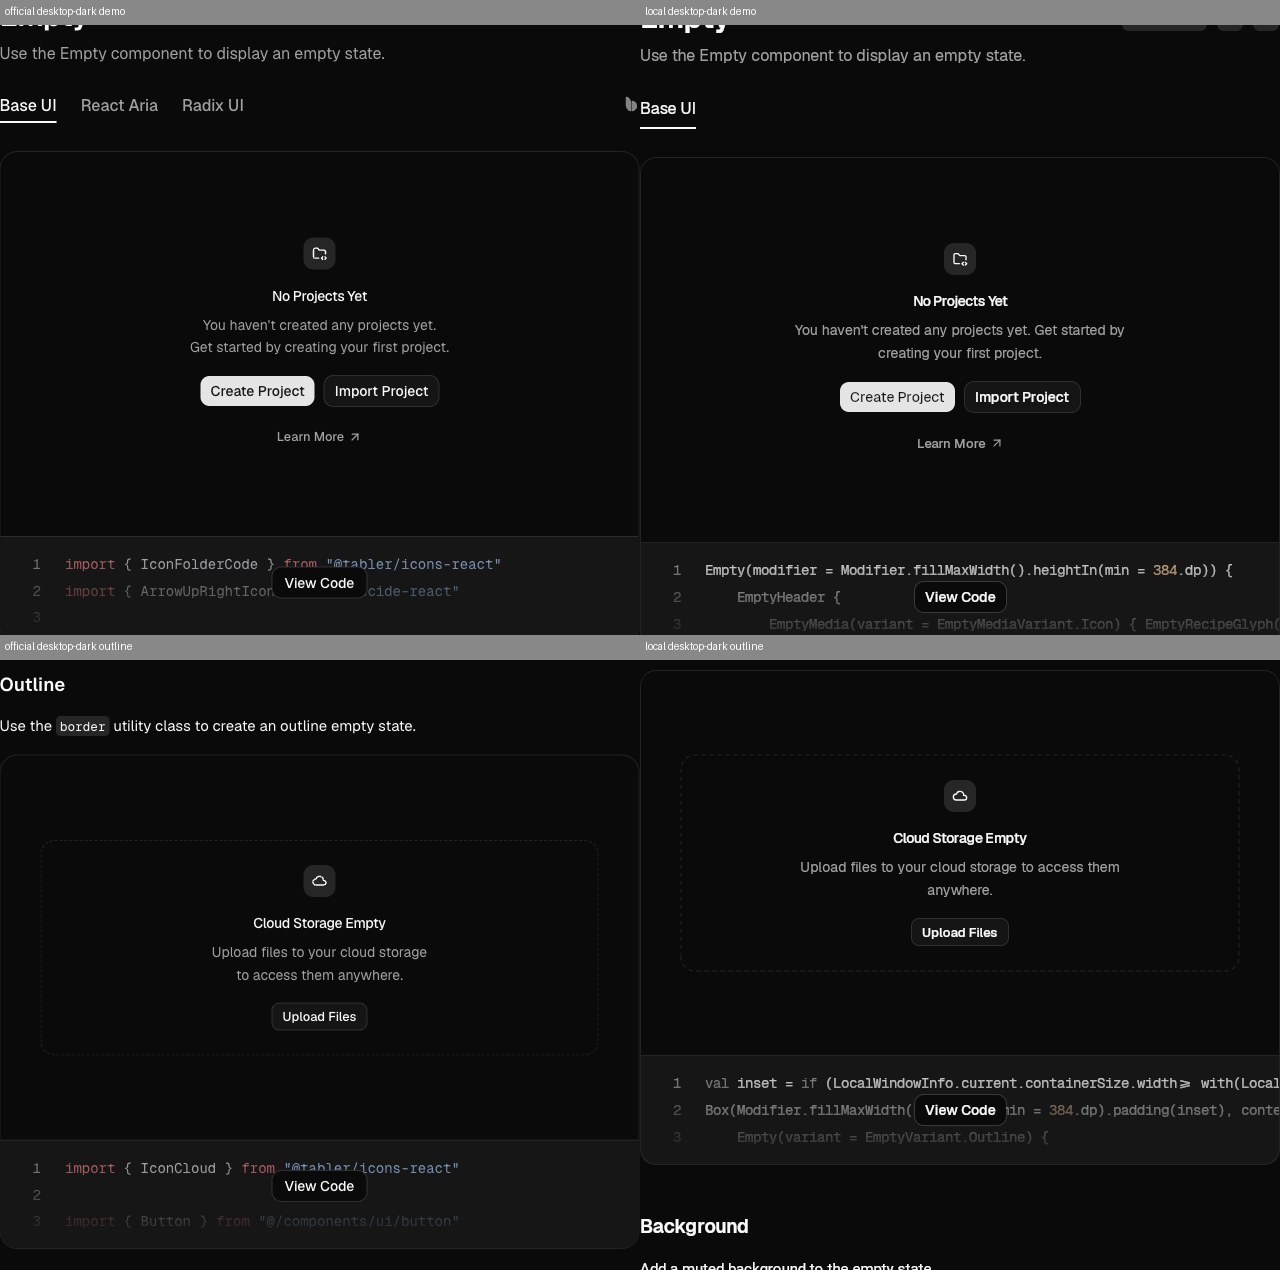 official desktop-dark demo
Empty
Use the Empty component to display an empty state.
Base UI React Aria Radix UI
No Projects Yet
You haven't created any projects yet.
Get started by creating your first project.
Create Project Import Project
Learn More ↗
1 import { IconFolderCode } from "@tabler/icons-react"
2 import { ArrowUpRightIcon cide-react"
View Code
3
local desktop-dark demo
Empty
Use the Empty component to display an empty state.
Base UI
No Projects Yet
You haven't created any projects yet. Get started by
creating your first project.
Create Project Import Project
Learn More ↗
1 Empty(modifier = Modifier.fillMaxWidth().heightIn(min = 384.dp)) {
2 EmptyHeader {
View Code
3 EmptyMedia(variant = EmptyMediaVariant.Icon) { EmptyRecipeGlyph(
official desktop-dark outline
Outline
Use the border utility class to create an outline empty state.
Cloud Storage Empty
Upload files to your cloud storage
to access them anywhere.
Upload Files
1 import { IconCloud } from "@tabler/icons-react"
2
View Code
3 import { Button } from "@/components/ui/button"
local desktop-dark outline
Cloud Storage Empty
Upload files to your cloud storage to access them
anywhere.
Upload Files
1 val inset = if (LocalWindowInfo.current.containerSize.width >= with(Local
2 Box(Modifier.fillMaxWidth( min = 384.dp).padding(inset), conte
View Code
3 Empty(variant = EmptyVariant.Outline) {
Background
Add a muted background to the empty state